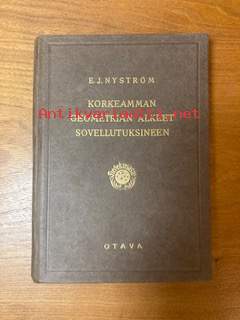 E.J. NYSTRÖM
KORKEAMMAN
GEOMETRIAN ALKEET
SOVELLUTUKSINEEN
OTAVA